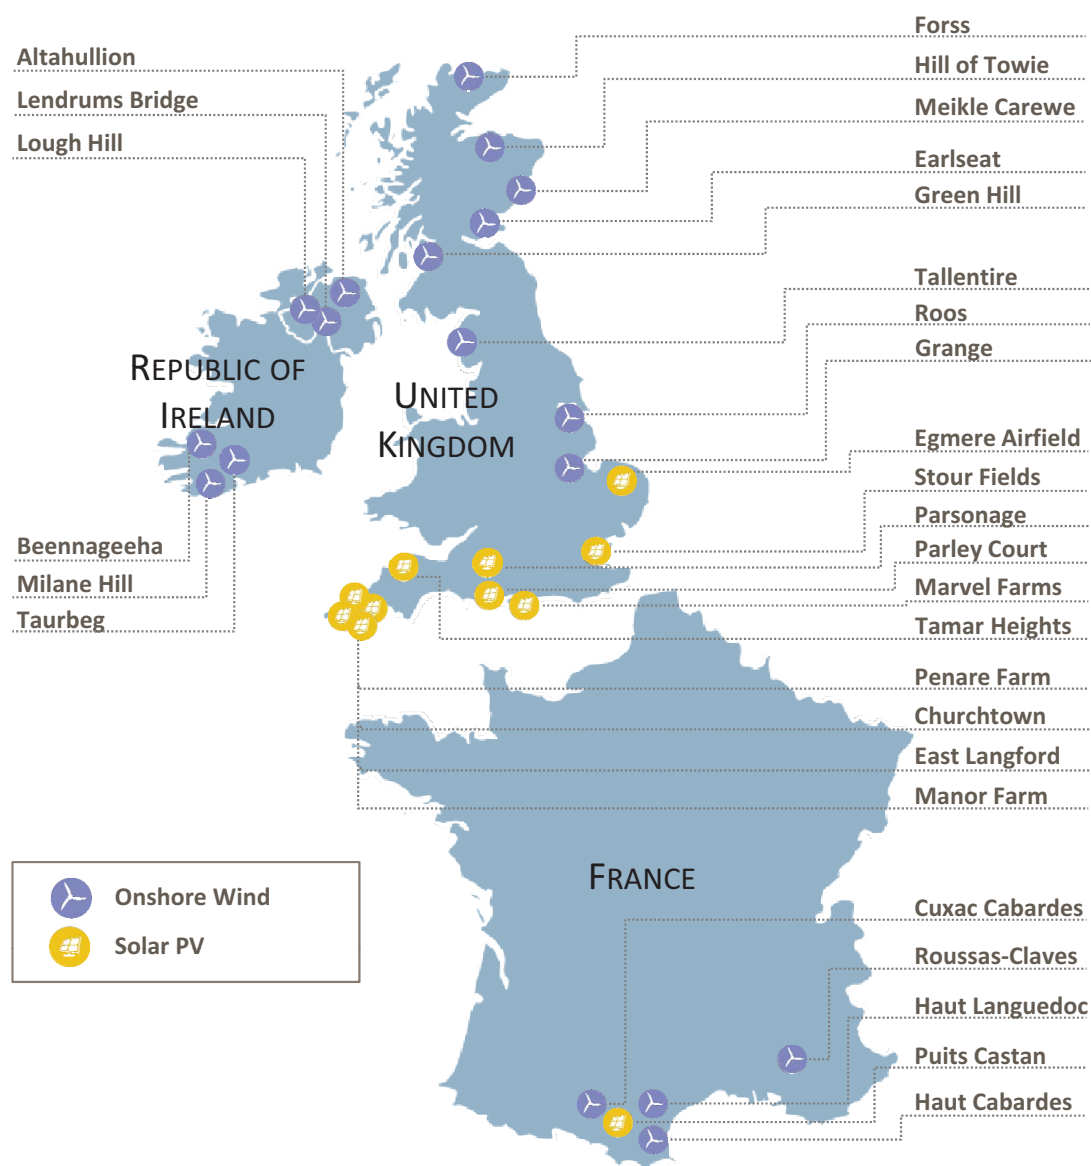 Forss
Hill of Towie
Meikle Carewe
Earlseat
Green Hill
Altahullion
Lendrums Bridge
Lough Hill
Tallentire
Roos
Grange
REPUBLIC OF
IRELAND
UNITED
KINGDOM
Egmere Airfield
Stour Fields
Parsonage
Parley Court
Marvel Farms
Tamar Heights
Beennageeha
Milane Hill
Taurbeg
Penare Farm
Churchtown
East Langford
Manor Farm
FRANCE
Onshore Wind
Solar PV
Cuxac Cabardes
Roussas-Claves
Haut Languedoc
Puits Castan
Haut Cabardes